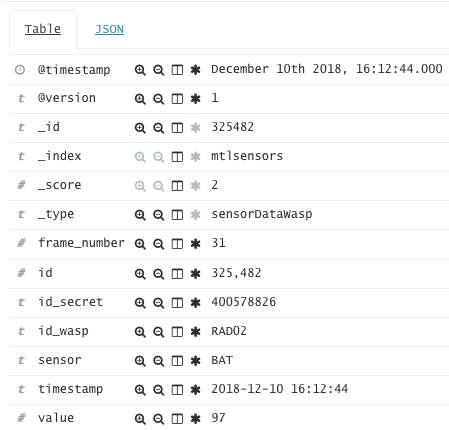 Table JSON
@timestamp December 10th 2018, 16:12:44.000
t @version 1
t _id 325482
t _index mtlsensors
# _score 2
t _type sensorDataWasp
# frame_number 31
# id 325,482
t id_secret 400578826
t id_wasp RAD02
t sensor BAT
t timestamp 2018-12-10 16:12:44
# value 97